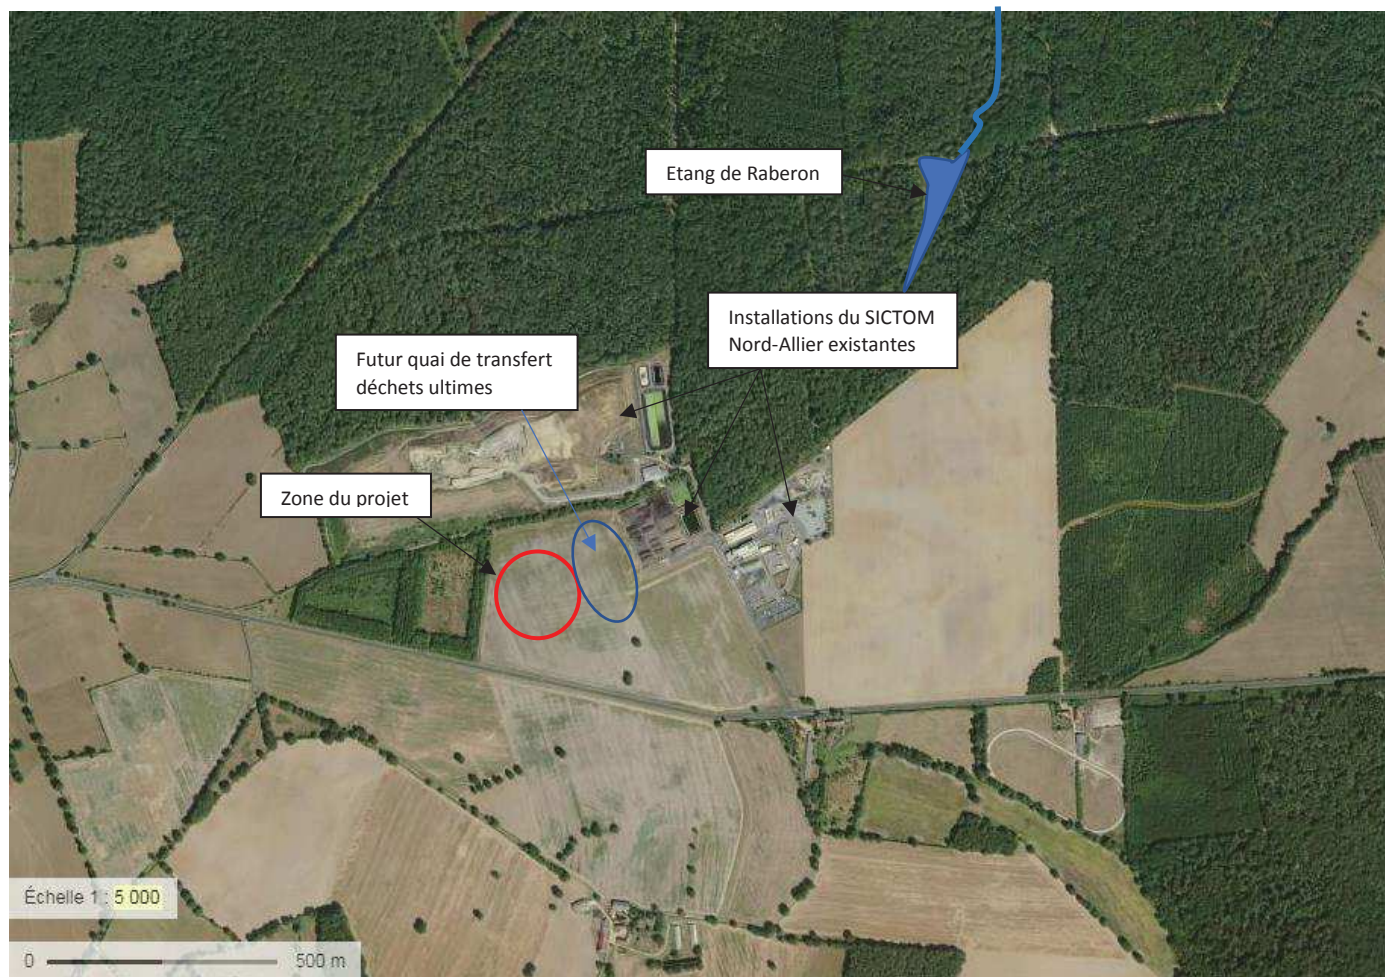 Etang de Raberon
Installations du SICTOM
Nord-Allier existantes
Futur quai de transfert
déchets ultimes
Zone du projet
Échelle 1 : 5 000
0 500 m